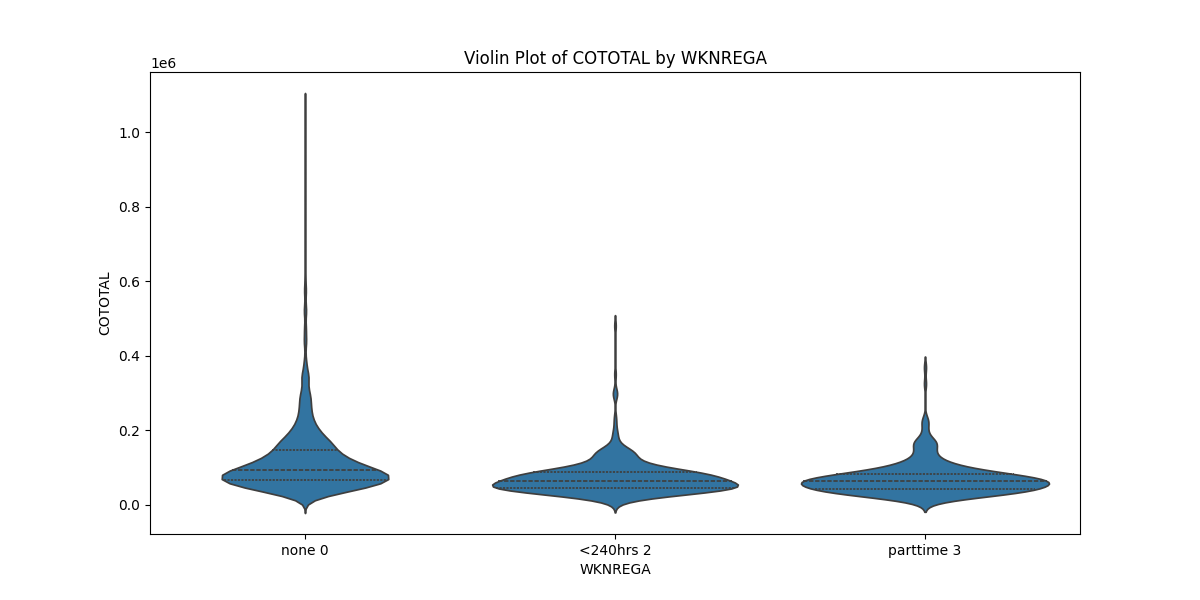 Violin Plot of COTOTAL by WKNREGA
1e6
1.0
0.8
0.6
0.4
0.2
0.0
COTOTAL
none 0
<240hrs 2
parttime 3
WKNREGA